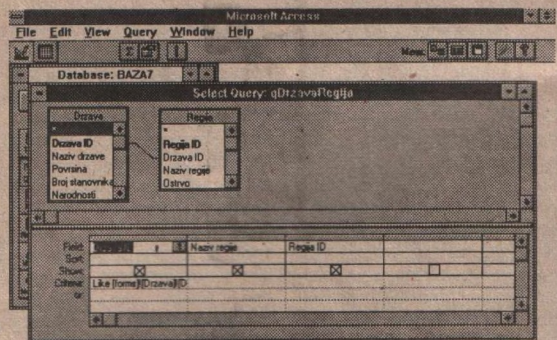 Microsoft Access
File Edit View Query Window Help
New:
Database: BAZA7
Select Query: qDrzavaRegija
Drzava
*
Drzava ID
Naziv drzave
Povrsina
Broj stanovnika
Narodnosti
Regija
*
Regija ID
Drzava ID
Naziv regije
Ostrvo
Field: Naziv regije Regija ID
Sort:
Show:
Criteria: Like [forms]![Drzava]![D
or: